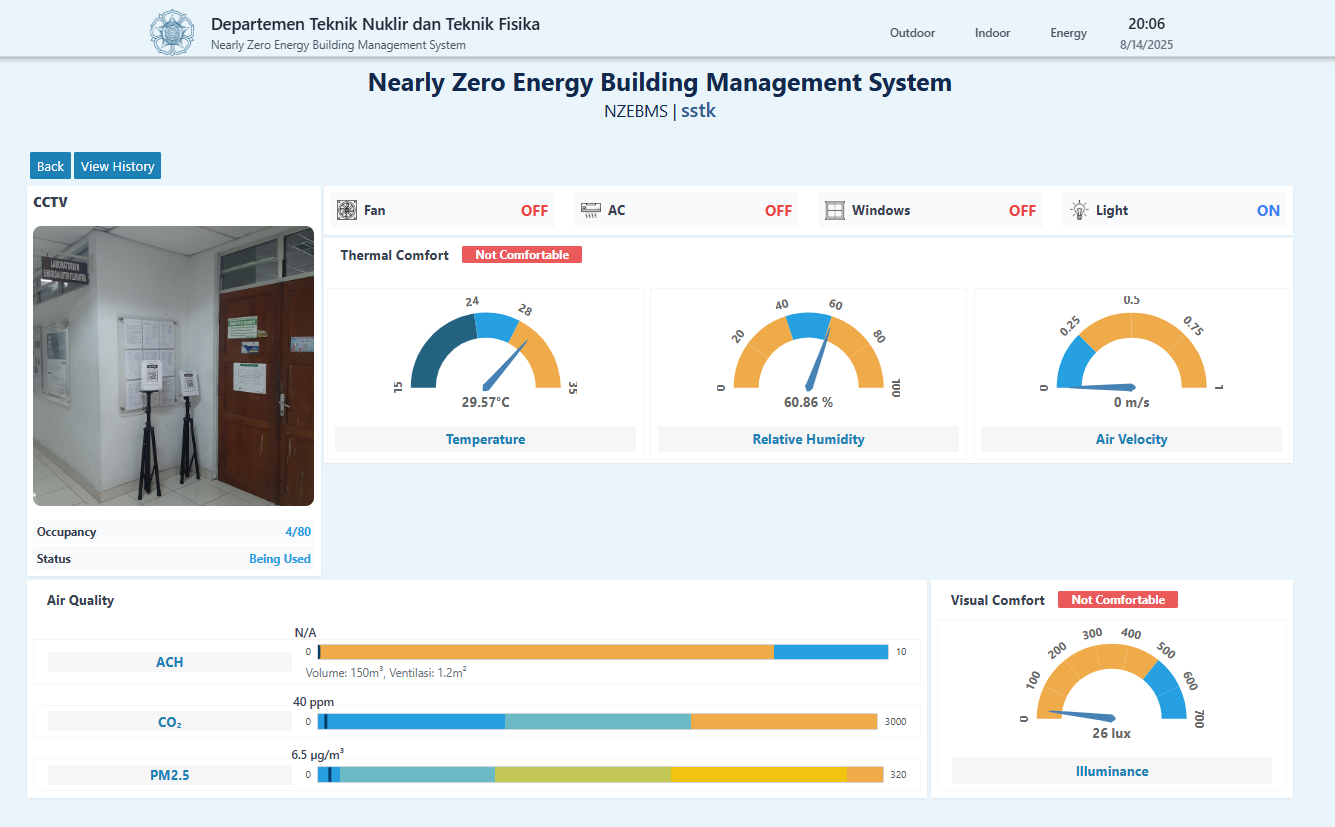 Departemen Teknik Nuklir dan Teknik Fisika
Nearly Zero Energy Building Management System
Outdoor
Indoor
Energy
20:06
8/14/2025
Nearly Zero Energy Building Management System
NZEBMS | sstk
Back
View History
CCTV
LABORATORIUM
Occupancy 4/80
Status Being Used
Fan OFF
AC OFF
Windows OFF
Light ON
Thermal Comfort Not Comfortable
15 24 28 35
29.57°C
Temperature
0 20 40 60 80 100
60.86 %
Relative Humidity
0 0.25 0.5 0.75 1
0 m/s
Air Velocity
Air Quality
N/A
ACH 0 10
Volume: 150m³, Ventilasi: 1.2m²
40 ppm
CO₂ 0 3000
6.5 µg/m³
PM2.5 0 320
Visual Comfort Not Comfortable
0 100 200 300 400 500 600 700
26 lux
Illuminance